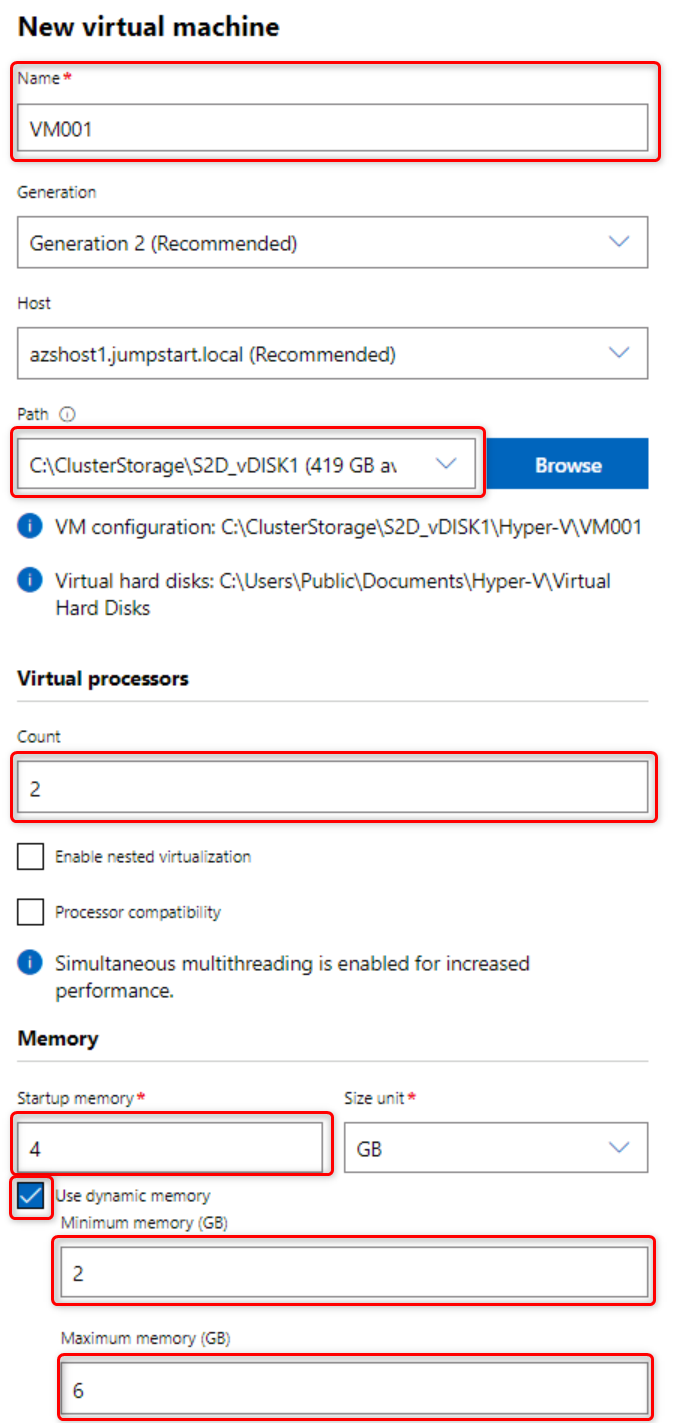 New virtual machine
Name*
VM001
Generation
Generation 2 (Recommended)
Host
azshost1.jumpstart.local (Recommended)
Path
C:\ClusterStorage\S2D_vDISK1 (419 GB av
Browse
VM configuration: C:\ClusterStorage\S2D_vDISK1\Hyper-V\VM001
Virtual hard disks: C:\Users\Public\Documents\Hyper-V\Virtual
Hard Disks
Virtual processors
Count
2
Enable nested virtualization
Processor compatibility
Simultaneous multithreading is enabled for increased
performance.
Memory
Startup memory* Size unit*
4 GB
Use dynamic memory
Minimum memory (GB)
2
Maximum memory (GB)
6